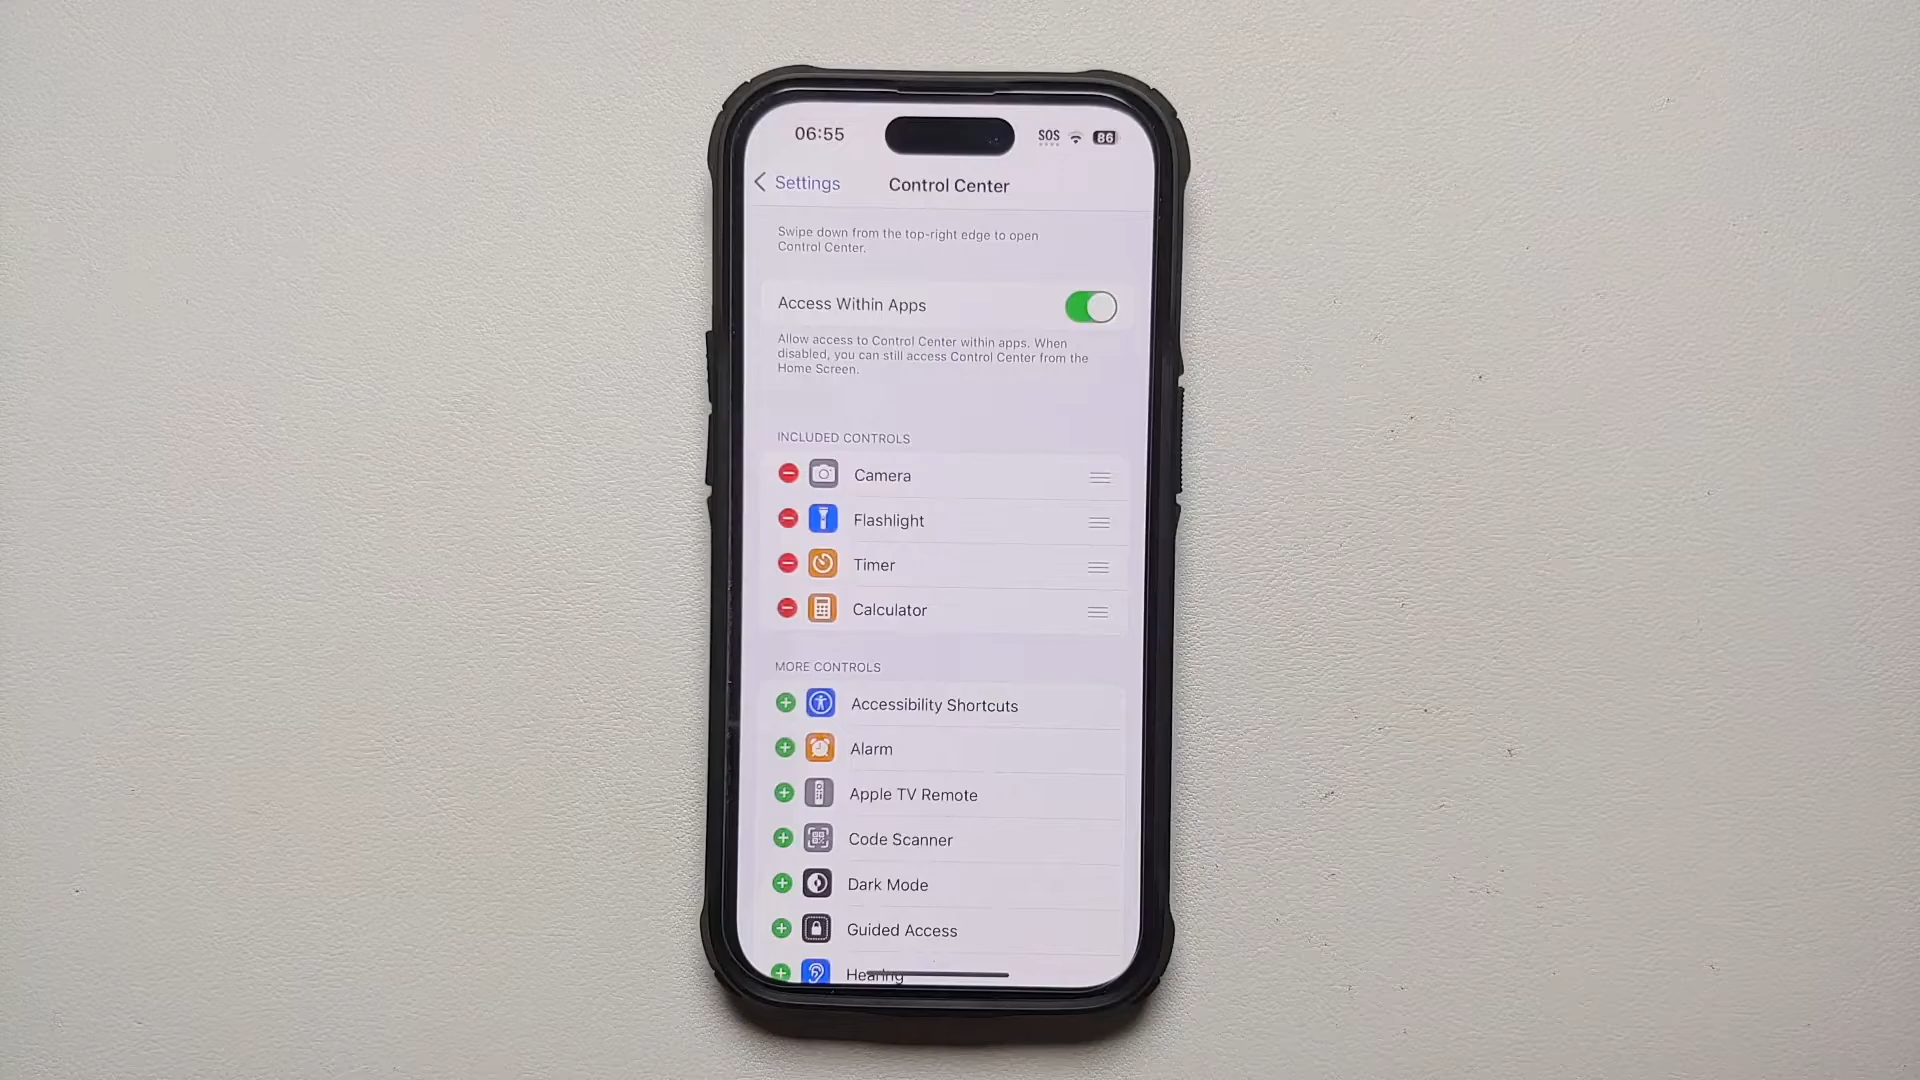 06:55
SOS
86
Settings
Control Center
Swipe down from the top-right edge to open
Control Center.
Access Within Apps
Allow access to Control Center within apps. When
disabled, you can still access Control Center from the
Home Screen.
INCLUDED CONTROLS
Camera
Flashlight
Timer
Calculator
MORE CONTROLS
Accessibility Shortcuts
Alarm
Apple TV Remote
Code Scanner
Dark Mode
Guided Access
Hearing